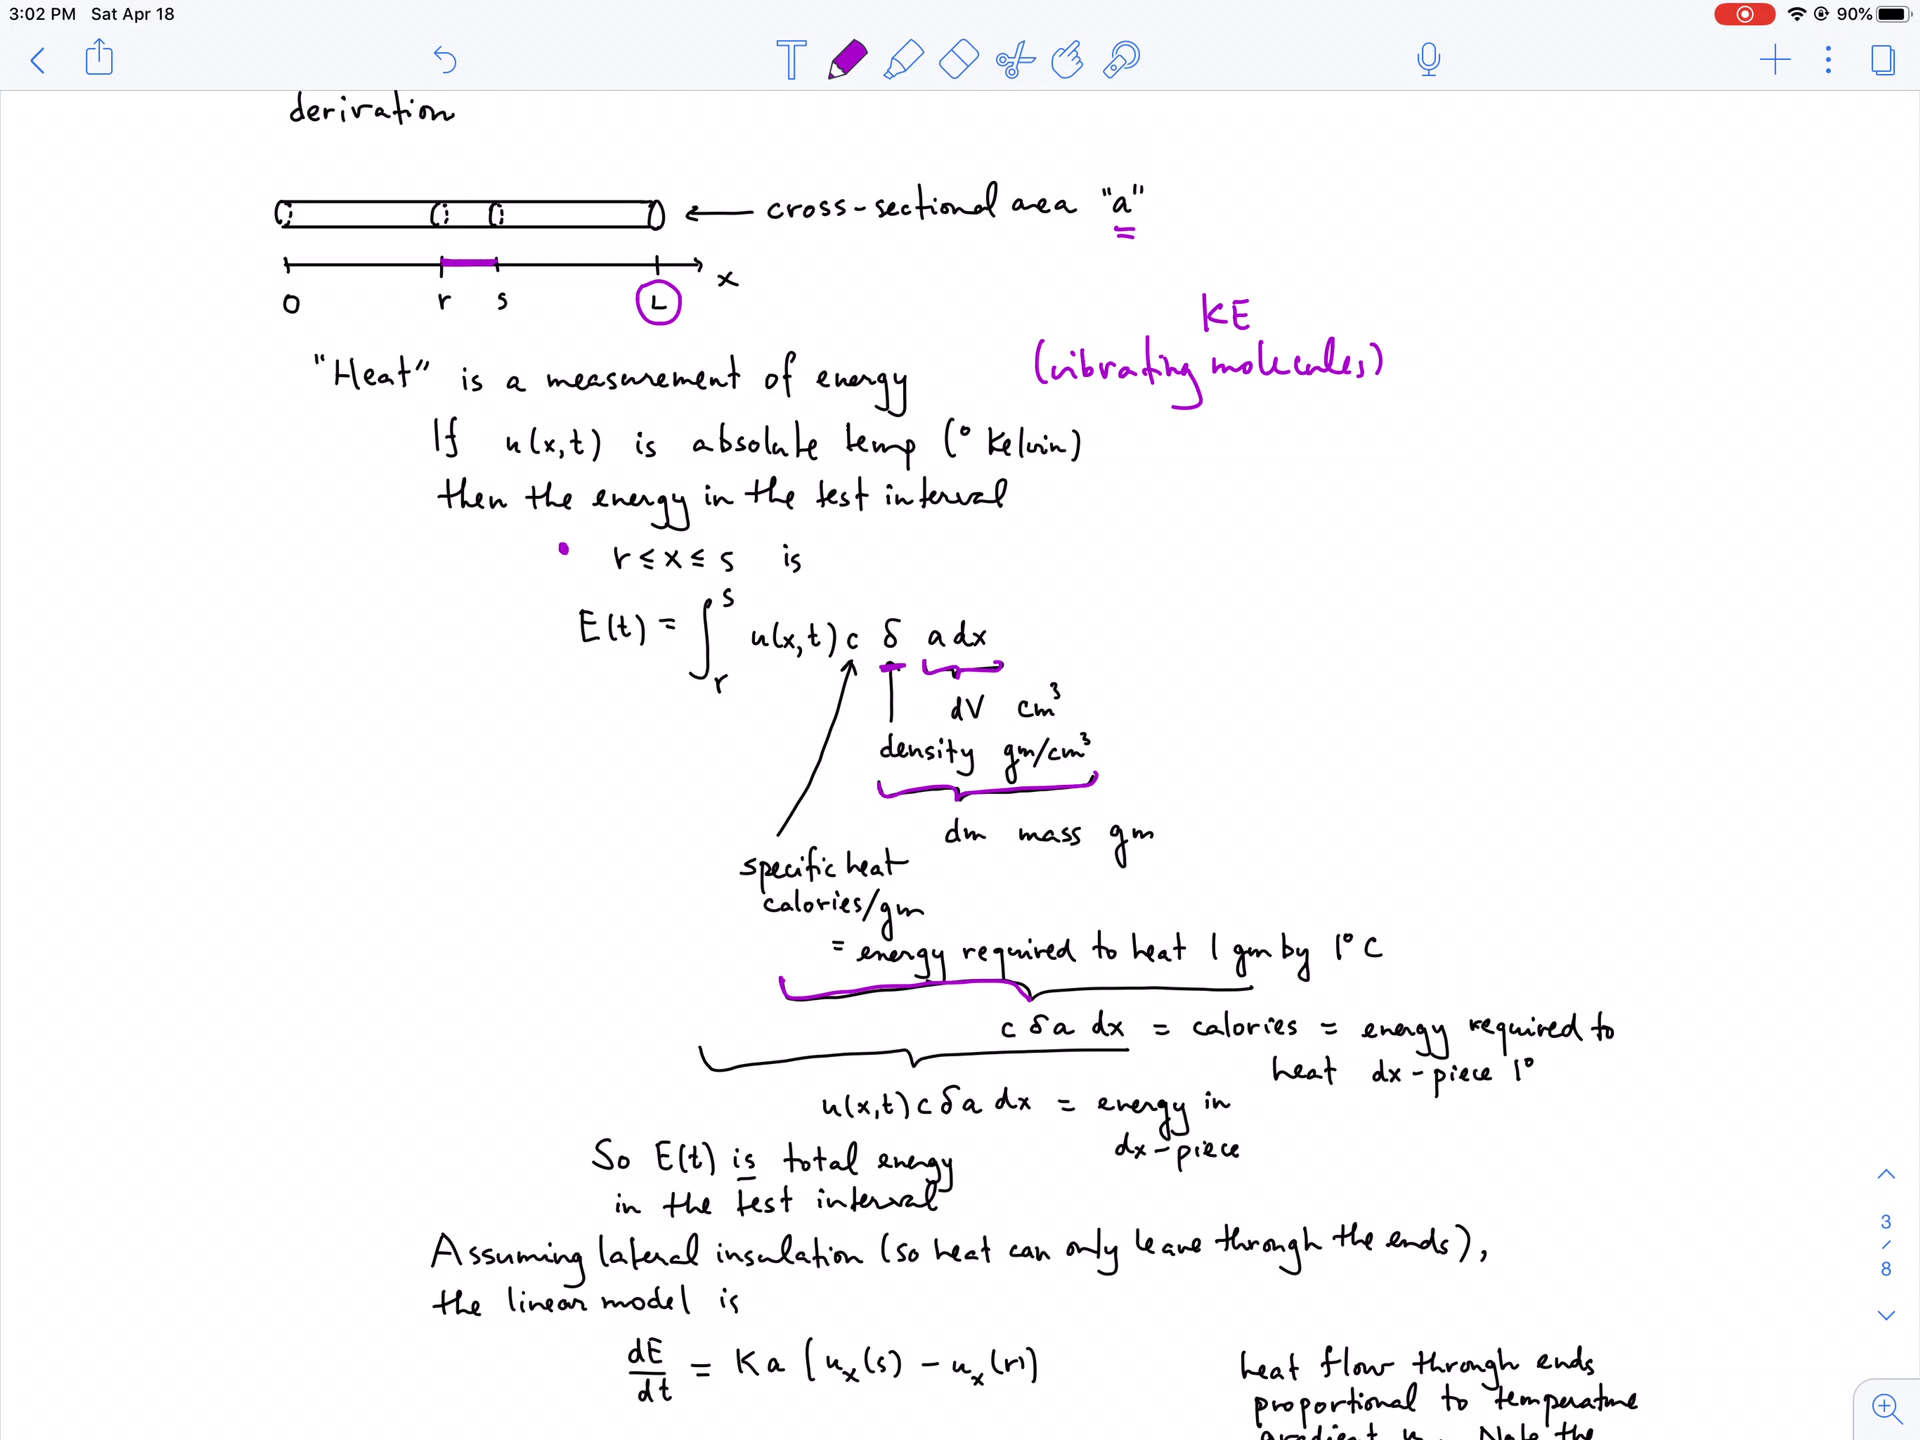 3:02 PM Sat Apr 18
90%
derivation
cross-sectional area "a"
0 r s L x
KE
(vibrating molecules)
"Heat" is a measurement of energy
If u(x,t) is absolute temp (° Kelvin)
then the energy in the test interval
r ≤ x ≤ s is
E(t) = ∫_r^s u(x,t) c δ a dx
dV cm³
density gm/cm³
dm mass gm
specific heat
calories/gm
= energy required to heat 1 gm by 1° C
c δ a dx = calories = energy required to
heat dx-piece 1°
u(x,t) c δ a dx = energy in
dx-piece
So E(t) is total energy
in the test interval
Assuming lateral insulation (so heat can only leave through the ends),
the linear model is
dE/dt = K a (u_x(s) - u_x(r))
heat flow through ends
proportional to temperature
gradient u_x. Note the
3
/
8